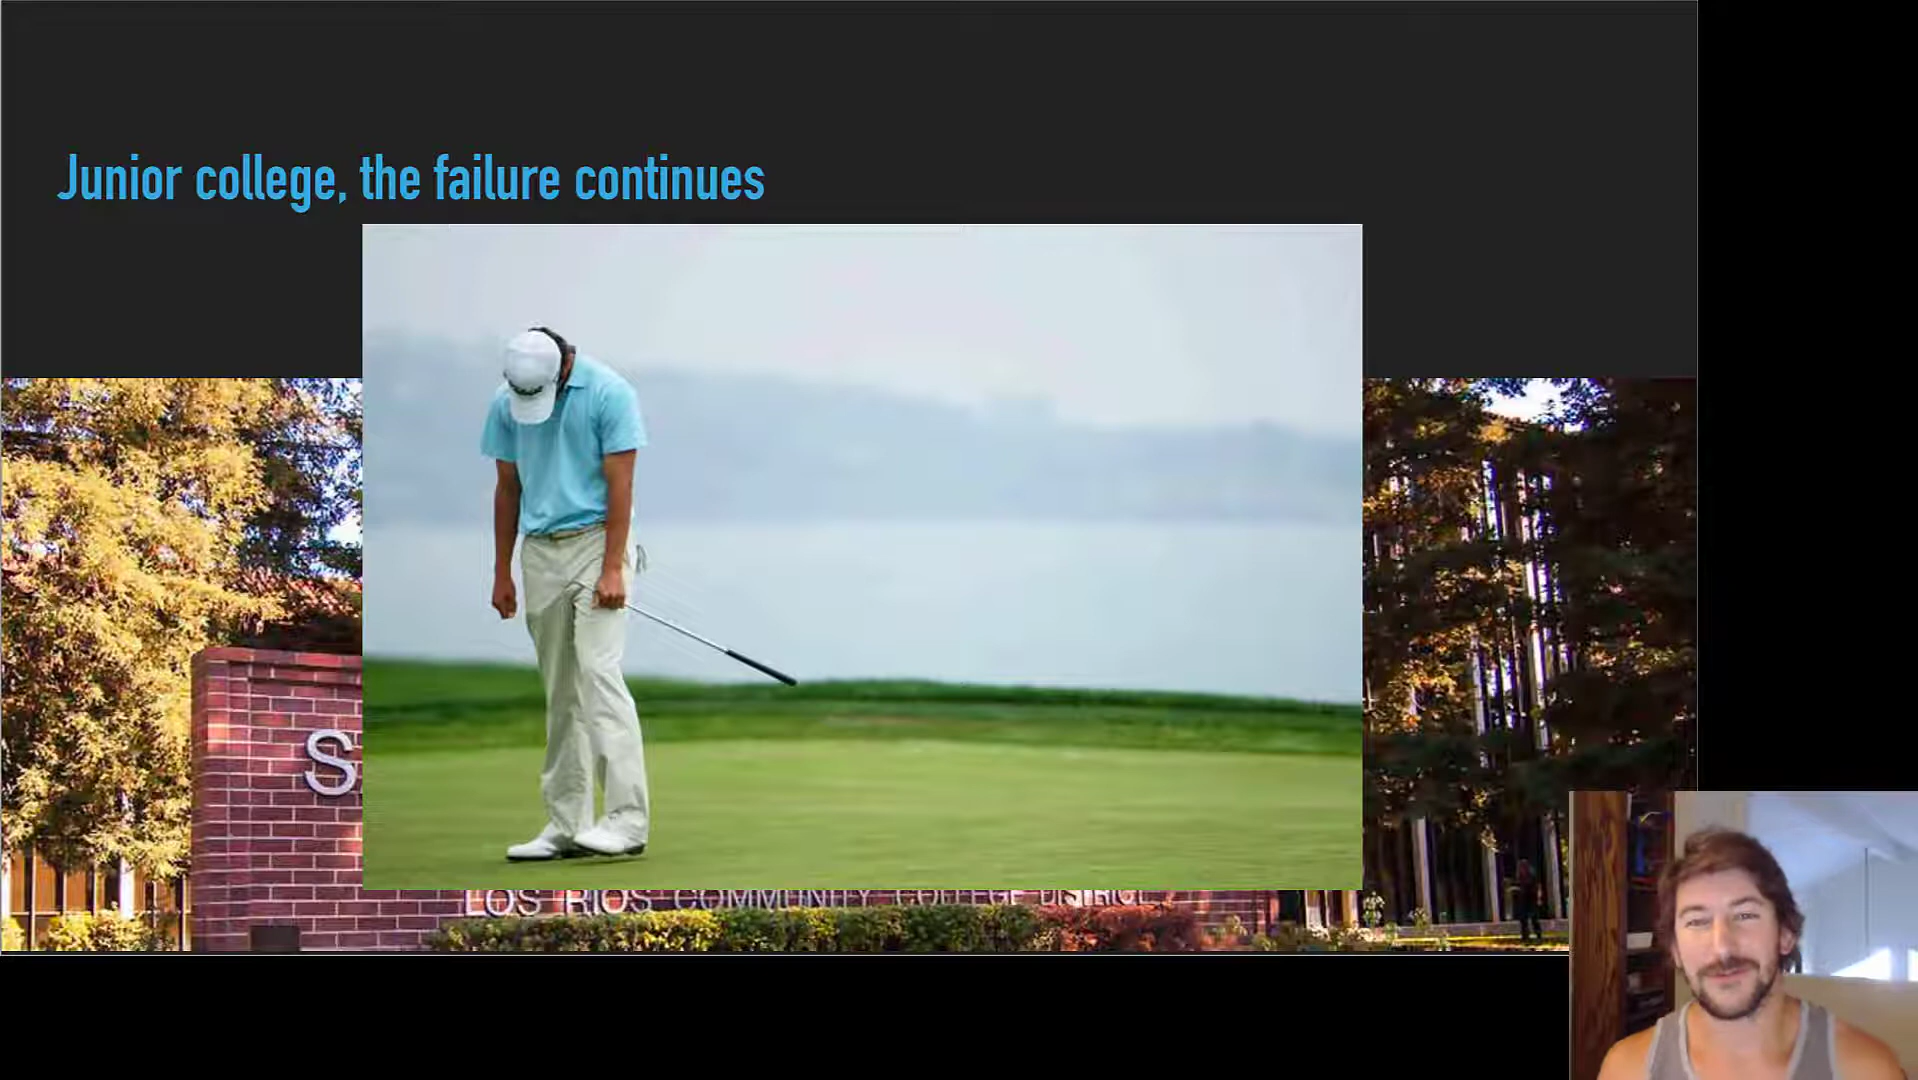 Junior college, the failure continues
S
LOS RIOS COMMUNITY COLLEGE DISTRICT